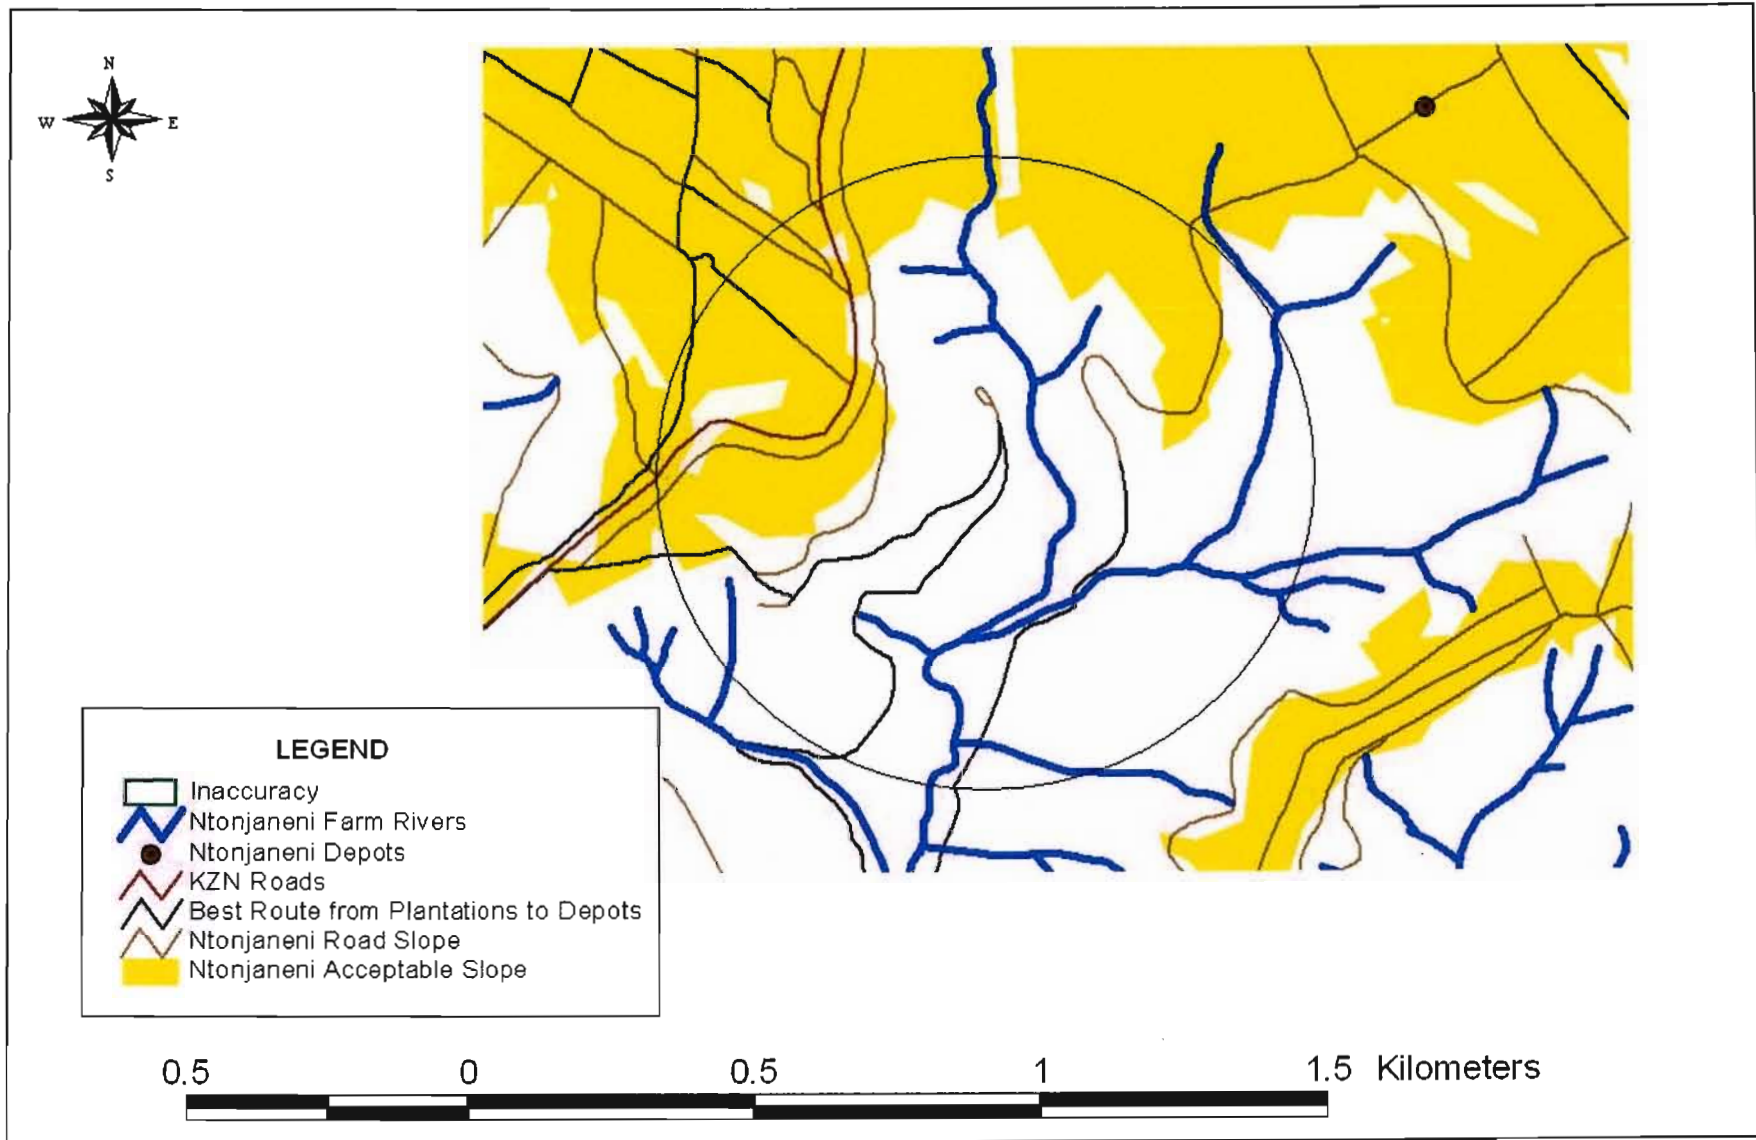 N
W E
S
LEGEND
Inaccuracy
Ntonjaneni Farm Rivers
Ntonjaneni Depots
KZN Roads
Best Route from Plantations to Depots
Ntonjaneni Road Slope
Ntonjaneni Acceptable Slope
0.5 0 0.5 1 1.5 Kilometers